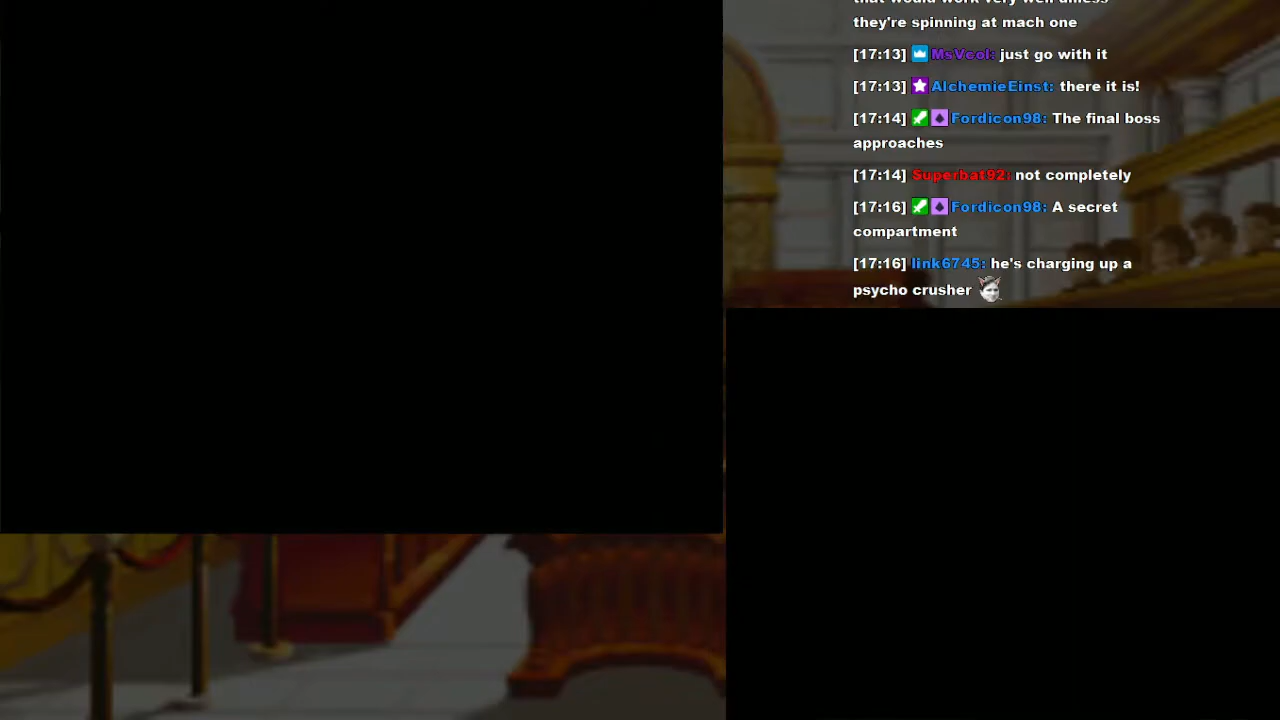 they're spinning at mach one
[17:13] MsVcol: just go with it
[17:13] AlchemieEinst: there it is!
[17:14] Fordicon98: The final boss
approaches
[17:14] Superbat92: not completely
[17:16] Fordicon98: A secret
compartment
[17:16] link6745: he's charging up a
psycho crusher